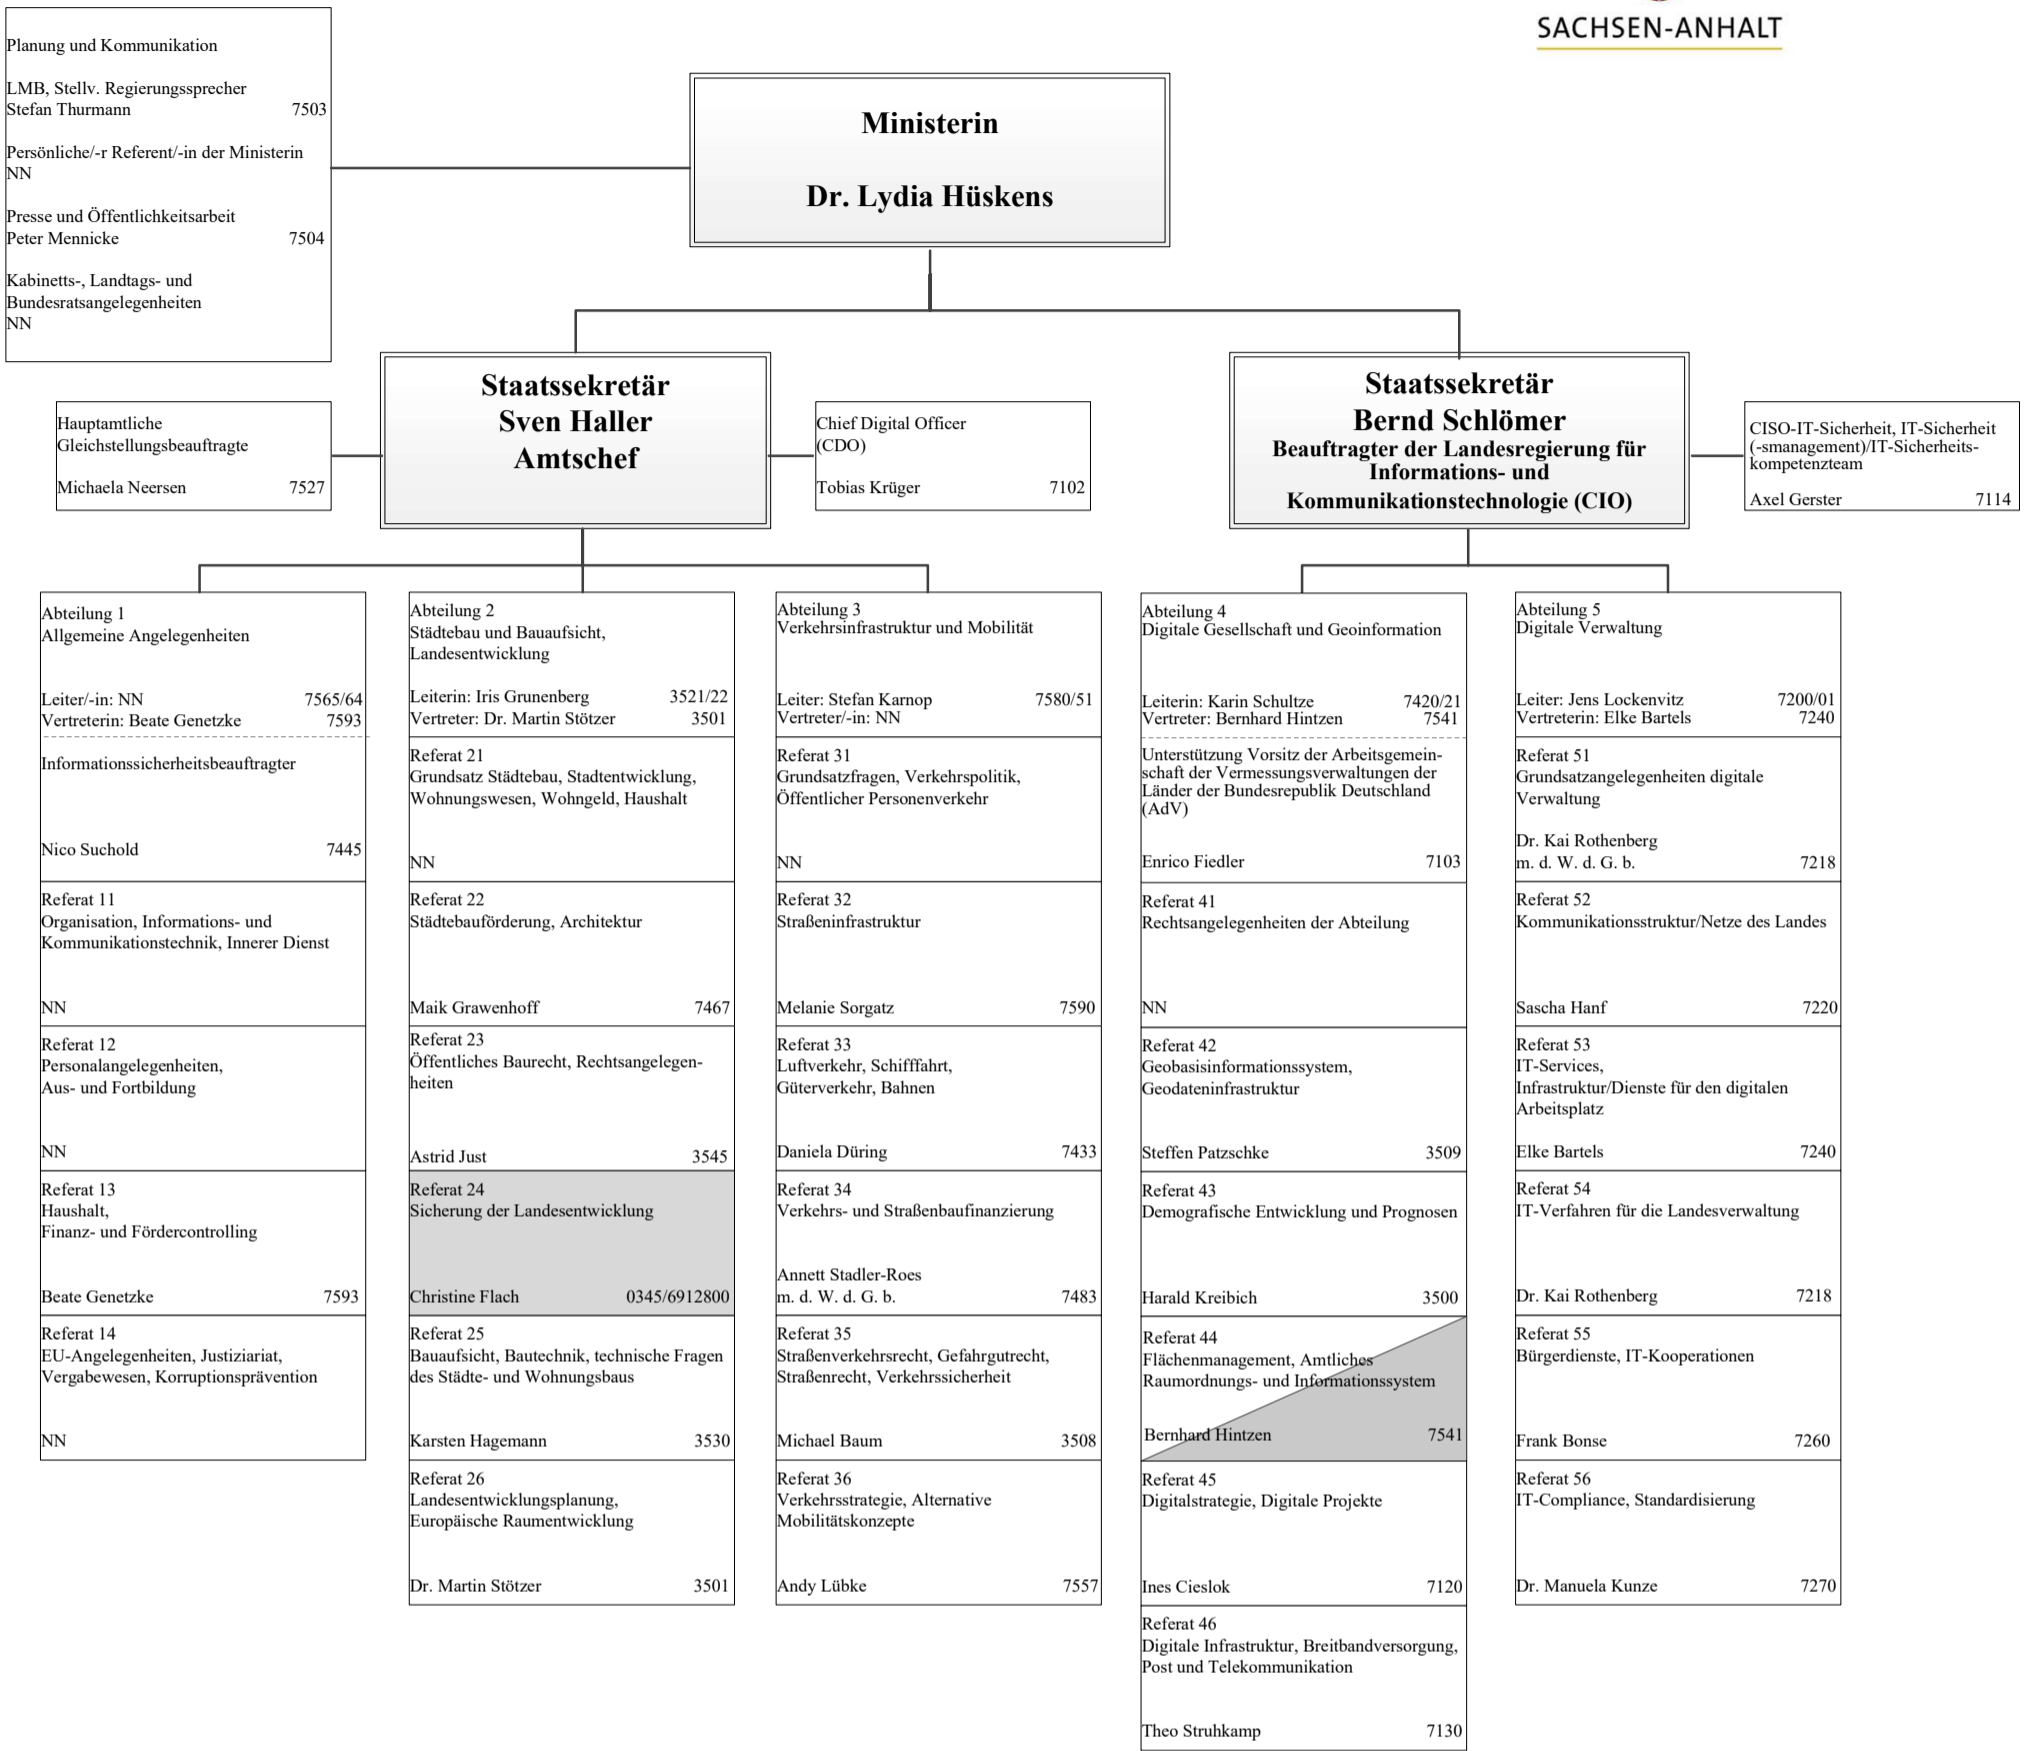 SACHSEN-ANHALT
Planung und Kommunikation
LMB, Stellv. Regierungssprecher
Stefan Thurmann 7503
Persönliche/-r Referent/-in der Ministerin
NN
Presse und Öffentlichkeitsarbeit
Peter Mennicke 7504
Kabinetts-, Landtags- und
Bundesratsangelegenheiten
NN
Ministerin
Dr. Lydia Hüskens
Hauptamtliche
Gleichstellungsbeauftragte
Michaela Neersen 7527
Staatssekretär
Sven Haller
Amtschef
Chief Digital Officer
(CDO)
Tobias Krüger 7102
Staatssekretär
Bernd Schlömer
Beauftragter der Landesregierung für
Informations- und
Kommunikationstechnologie (CIO)
CISO-IT-Sicherheit, IT-Sicherheit
(-smanagement)/IT-Sicherheits-
kompetenzteam
Axel Gerster 7114
Abteilung 1
Allgemeine Angelegenheiten
Leiter/-in: NN 7565/64
Vertreterin: Beate Genetzke 7593
Informationssicherheitsbeauftragter
Nico Suchold 7445
Referat 11
Organisation, Informations- und
Kommunikationstechnik, Innerer Dienst
NN
Referat 12
Personalangelegenheiten,
Aus- und Fortbildung
NN
Referat 13
Haushalt,
Finanz- und Fördercontrolling
Beate Genetzke 7593
Referat 14
EU-Angelegenheiten, Justiziariat,
Vergabewesen, Korruptionsprävention
NN
Abteilung 2
Städtebau und Bauaufsicht,
Landesentwicklung
Leiterin: Iris Grunenberg 3521/22
Vertreter: Dr. Martin Stötzer 3501
Referat 21
Grundsatz Städtebau, Stadtentwicklung,
Wohnungswesen, Wohngeld, Haushalt
NN
Referat 22
Städtebauförderung, Architektur
Maik Grawenhoff 7467
Referat 23
Öffentliches Baurecht, Rechtsangelegen-
heiten
Astrid Just 3545
Referat 24
Sicherung der Landesentwicklung
Christine Flach 0345/6912800
Referat 25
Bauaufsicht, Bautechnik, technische Fragen
des Städte- und Wohnungsbaus
Karsten Hagemann 3530
Referat 26
Landesentwicklungsplanung,
Europäische Raumentwicklung
Dr. Martin Stötzer 3501
Abteilung 3
Verkehrsinfrastruktur und Mobilität
Leiter: Stefan Karnop 7580/51
Vertreter/-in: NN
Referat 31
Grundsatzfragen, Verkehrspolitik,
Öffentlicher Personenverkehr
NN
Referat 32
Straßeninfrastruktur
Melanie Sorgatz 7590
Referat 33
Luftverkehr, Schifffahrt,
Güterverkehr, Bahnen
Daniela Düring 7433
Referat 34
Verkehrs- und Straßenbaufinanzierung
Annett Stadler-Roes
m. d. W. d. G. b. 7483
Referat 35
Straßenverkehrsrecht, Gefahrgutrecht,
Straßenrecht, Verkehrssicherheit
Michael Baum 3508
Referat 36
Verkehrsstrategie, Alternative
Mobilitätskonzepte
Andy Lübke 7557
Abteilung 4
Digitale Gesellschaft und Geoinformation
Leiterin: Karin Schultze 7420/21
Vertreter: Bernhard Hintzen 7541
Unterstützung Vorsitz der Arbeitsgemein-
schaft der Vermessungsverwaltungen der
Länder der Bundesrepublik Deutschland
(AdV)
Enrico Fiedler 7103
Referat 41
Rechtsangelegenheiten der Abteilung
NN
Referat 42
Geobasisinformationssystem,
Geodateninfrastruktur
Steffen Patzschke 3509
Referat 43
Demografische Entwicklung und Prognosen
Harald Kreibich 3500
Referat 44
Flächenmanagement, Amtliches
Raumordnungs- und Informationssystem
Bernhard Hintzen 7541
Referat 45
Digitalstrategie, Digitale Projekte
Ines Cieslok 7120
Referat 46
Digitale Infrastruktur, Breitbandversorgung,
Post und Telekommunikation
Theo Struhkamp 7130
Abteilung 5
Digitale Verwaltung
Leiter: Jens Lockenvitz 7200/01
Vertreterin: Elke Bartels 7240
Referat 51
Grundsatzangelegenheiten digitale
Verwaltung
Dr. Kai Rothenberg
m. d. W. d. G. b. 7218
Referat 52
Kommunikationsstruktur/Netze des Landes
Sascha Hanf 7220
Referat 53
IT-Services,
Infrastruktur/Dienste für den digitalen
Arbeitsplatz
Elke Bartels 7240
Referat 54
IT-Verfahren für die Landesverwaltung
Dr. Kai Rothenberg 7218
Referat 55
Bürgerdienste, IT-Kooperationen
Frank Bonse 7260
Referat 56
IT-Compliance, Standardisierung
Dr. Manuela Kunze 7270